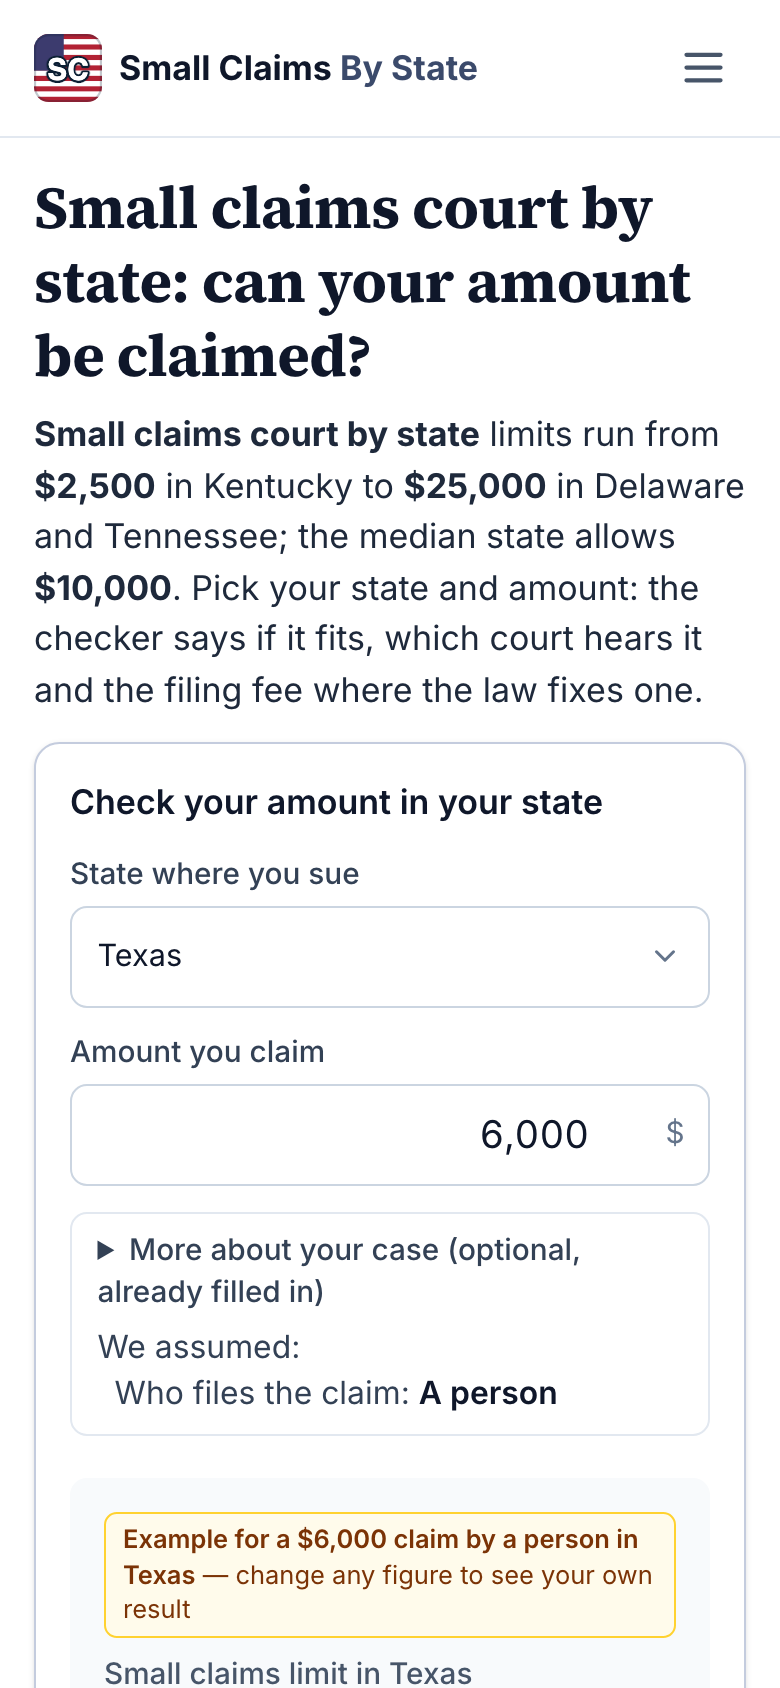 SC
Small Claims By State
Small claims court by
state: can your amount
be claimed?
Small claims court by state limits run from
$2,500 in Kentucky to $25,000 in Delaware
and Tennessee; the median state allows
$10,000. Pick your state and amount: the
checker says if it fits, which court hears it
and the filing fee where the law fixes one.
Check your amount in your state
State where you sue
Texas
Amount you claim
6,000 $
▶ More about your case (optional,
already filled in)
We assumed:
Who files the claim: A person
Example for a $6,000 claim by a person in
Texas — change any figure to see your own
result
Small claims limit in Texas